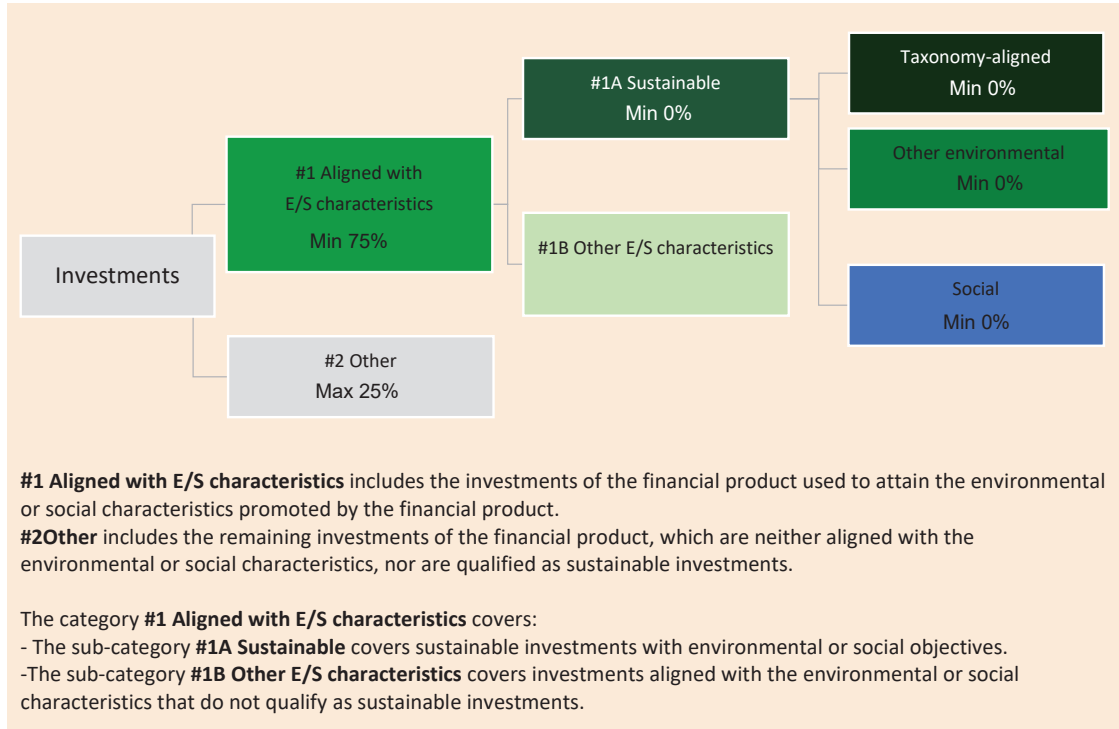 Investments
#1 Aligned with
E/S characteristics
Min 75%
#2 Other
Max 25%
#1A Sustainable
Min 0%
#1B Other E/S characteristics
Taxonomy-aligned
Min 0%
Other environmental
Min 0%
Social
Min 0%
#1 Aligned with E/S characteristics includes the investments of the financial product used to attain the environmental
or social characteristics promoted by the financial product.
#2Other includes the remaining investments of the financial product, which are neither aligned with the
environmental or social characteristics, nor are qualified as sustainable investments.
The category #1 Aligned with E/S characteristics covers:
- The sub-category #1A Sustainable covers sustainable investments with environmental or social objectives.
-The sub-category #1B Other E/S characteristics covers investments aligned with the environmental or social
characteristics that do not qualify as sustainable investments.